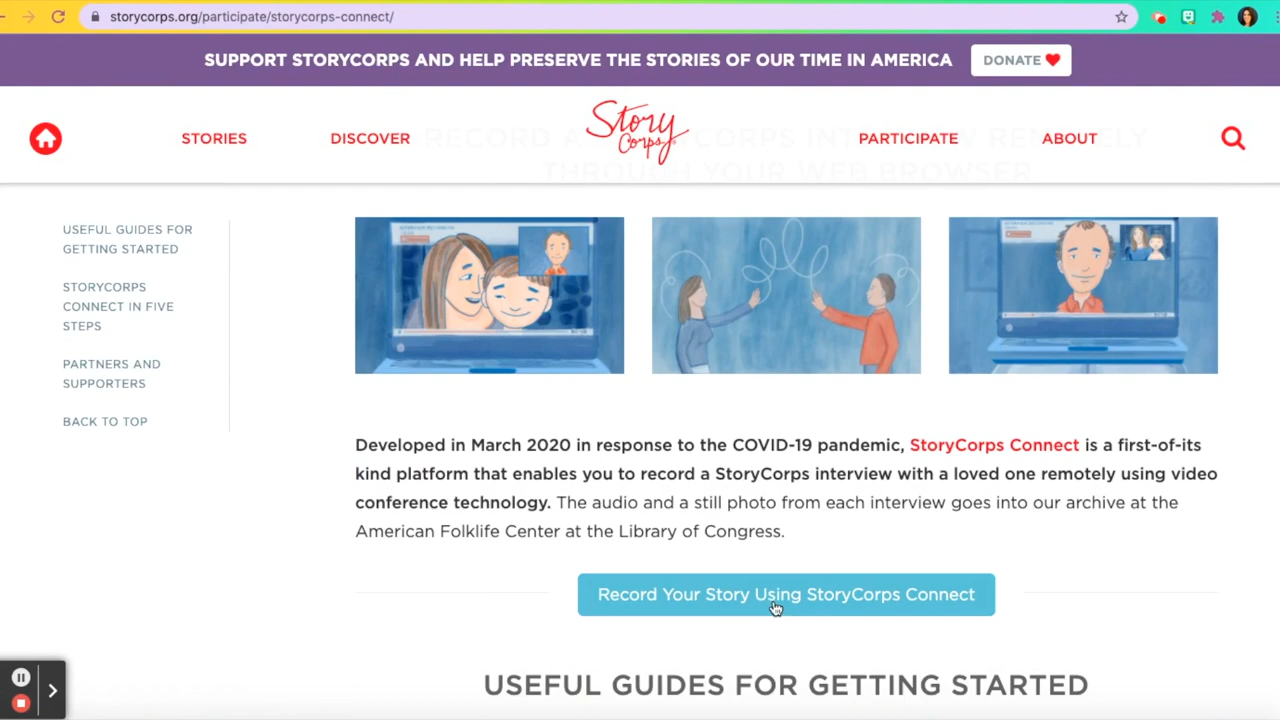 storycorps.org/participate/storycorps-connect/
SUPPORT STORYCORPS AND HELP PRESERVE THE STORIES OF OUR TIME IN AMERICA
DONATE
STORIES
DISCOVER
Story
Corps
PARTICIPATE
ABOUT
THROUGH YOUR WEB BROWSER
USEFUL GUIDES FOR
GETTING STARTED
STORYCORPS
CONNECT IN FIVE
STEPS
PARTNERS AND
SUPPORTERS
BACK TO TOP
Developed in March 2020 in response to the COVID-19 pandemic, StoryCorps Connect is a first-of-its
kind platform that enables you to record a StoryCorps interview with a loved one remotely using video
conference technology. The audio and a still photo from each interview goes into our archive at the
American Folklife Center at the Library of Congress.
Record Your Story Using StoryCorps Connect
USEFUL GUIDES FOR GETTING STARTED